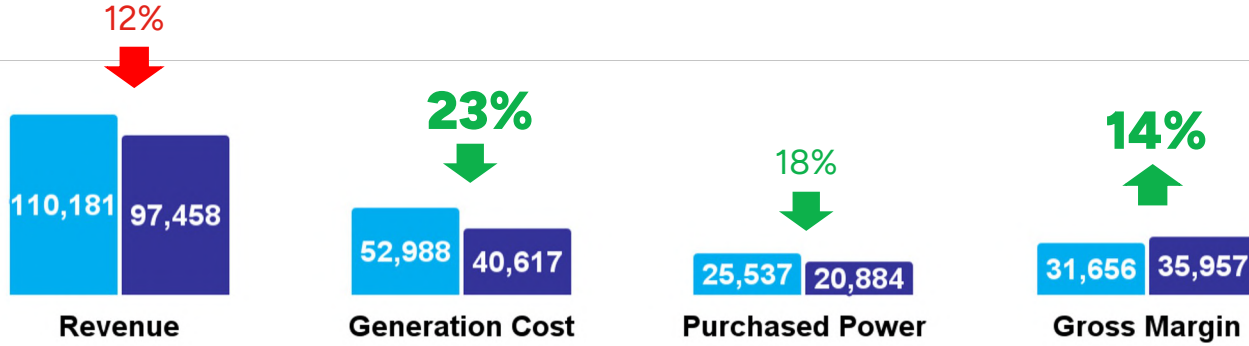 12%
110,181 97,458
Revenue
23%
52,988 40,617
Generation Cost
18%
25,537 20,884
Purchased Power
14%
31,656 35,957
Gross Margin